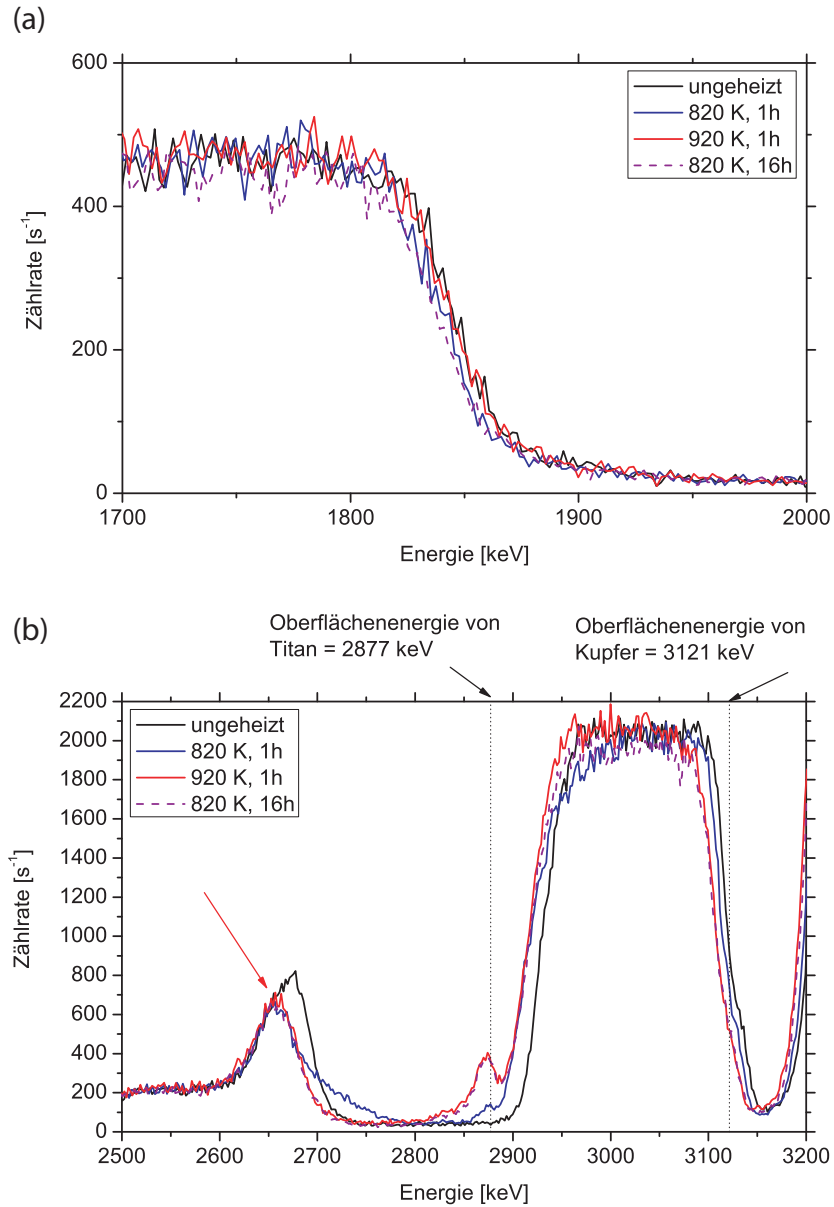 (a)
600
400
200
0
Zählrate [s⁻¹]
ungeheizt
820 K, 1h
920 K, 1h
820 K, 16h
1700
1800
1900
2000
Energie [keV]
(b)
Oberflächenenergie von
Titan = 2877 keV
Oberflächenenergie von
Kupfer = 3121 keV
2200
2000
1800
1600
1400
1200
1000
800
600
400
200
0
Zählrate [s⁻¹]
ungeheizt
820 K, 1h
920 K, 1h
820 K, 16h
2500
2600
2700
2800
2900
3000
3100
3200
Energie [keV]